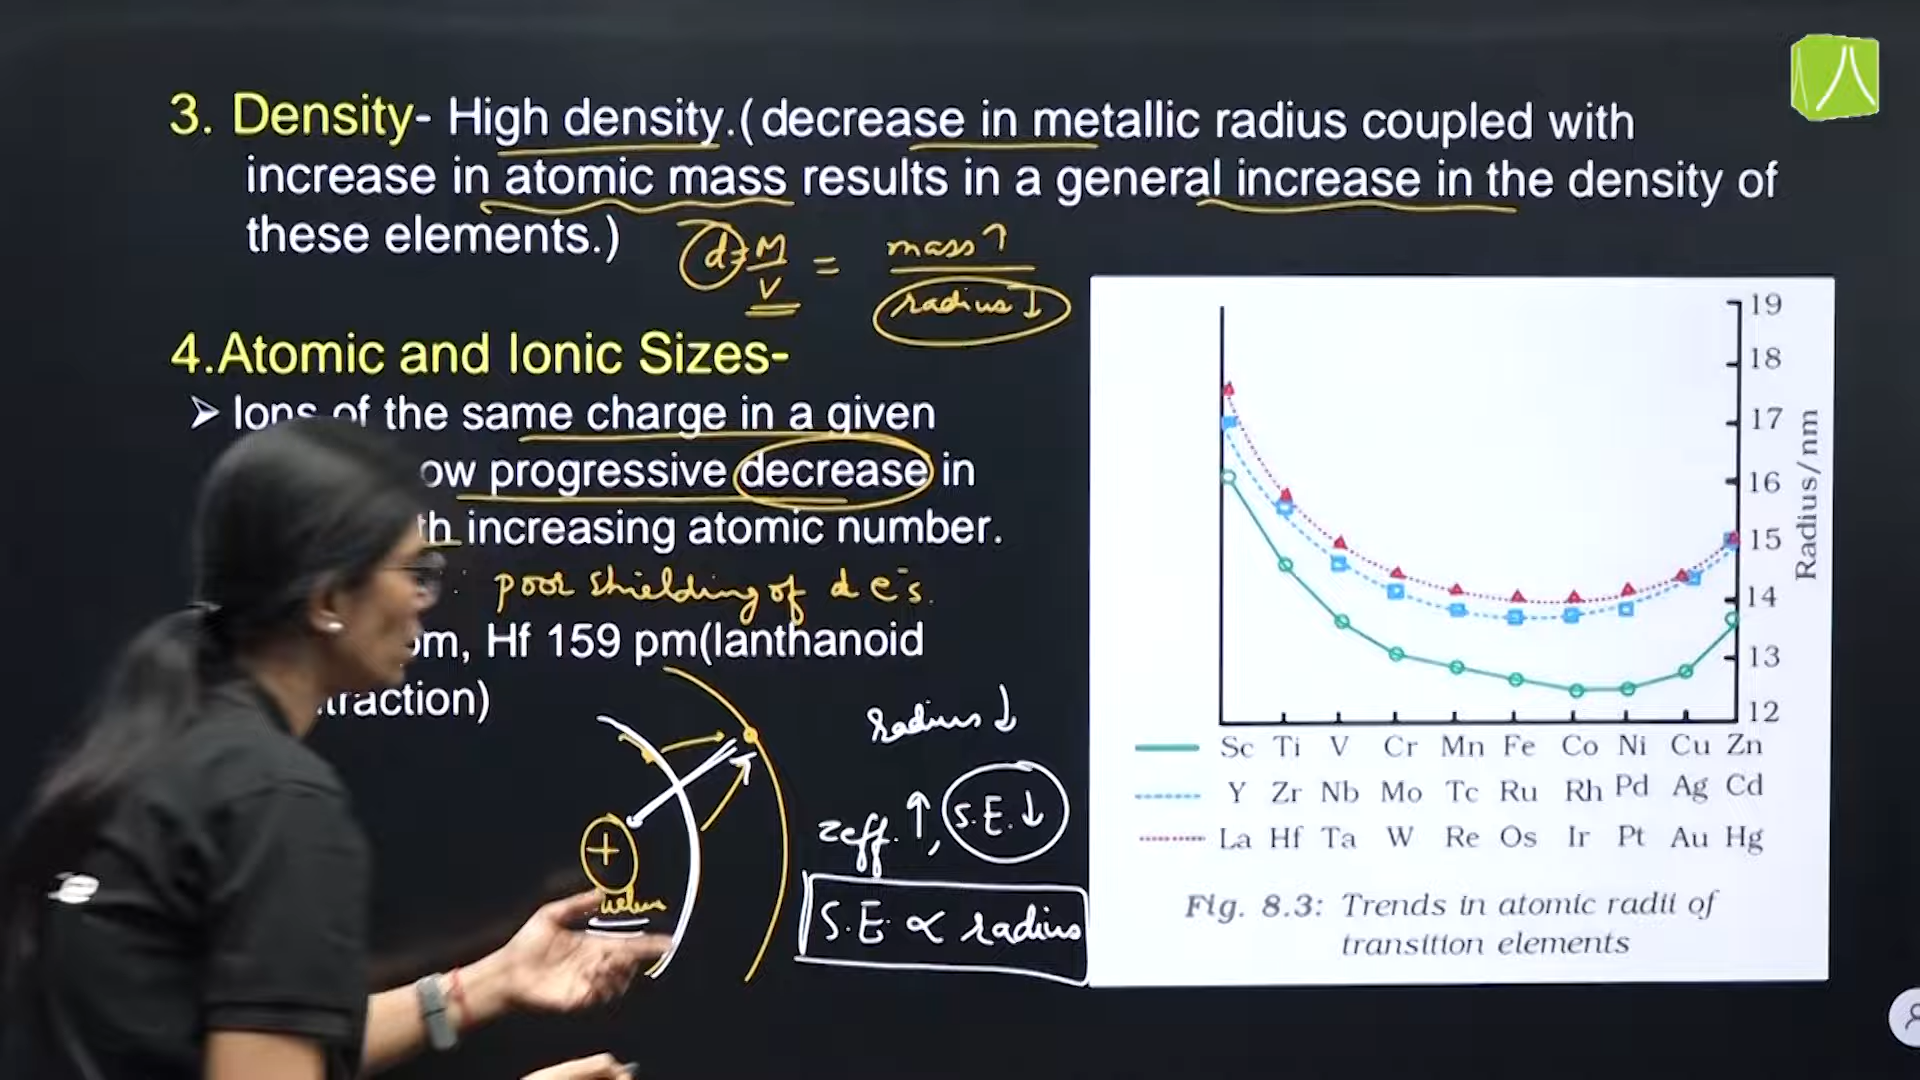 3. Density- High density.(decrease in metallic radius coupled with
increase in atomic mass results in a general increase in the density of
these elements.)
d=M/V = mass↑/radius↓
4.Atomic and Ionic Sizes-
➢ Ions of the same charge in a given
ow progressive decrease in
th increasing atomic number.
poor shielding of d e⁻s.
pm, Hf 159 pm(lanthanoid
traction)
radius ↓
zeff. ↑, S.E. ↓
S.E. ∝ radius
+
19
18
17
16
15
14
13
12
Radius/nm
Sc Ti V Cr Mn Fe Co Ni Cu Zn
Y Zr Nb Mo Tc Ru Rh Pd Ag Cd
La Hf Ta W Re Os Ir Pt Au Hg
Fig. 8.3: Trends in atomic radii of
transition elements